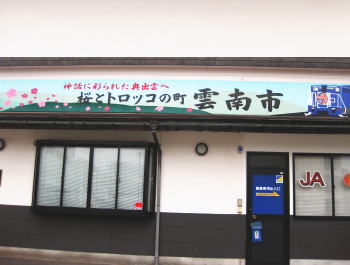 神話に彩られた奥出雲へ
桜とトロッコの町 雲南市
JA